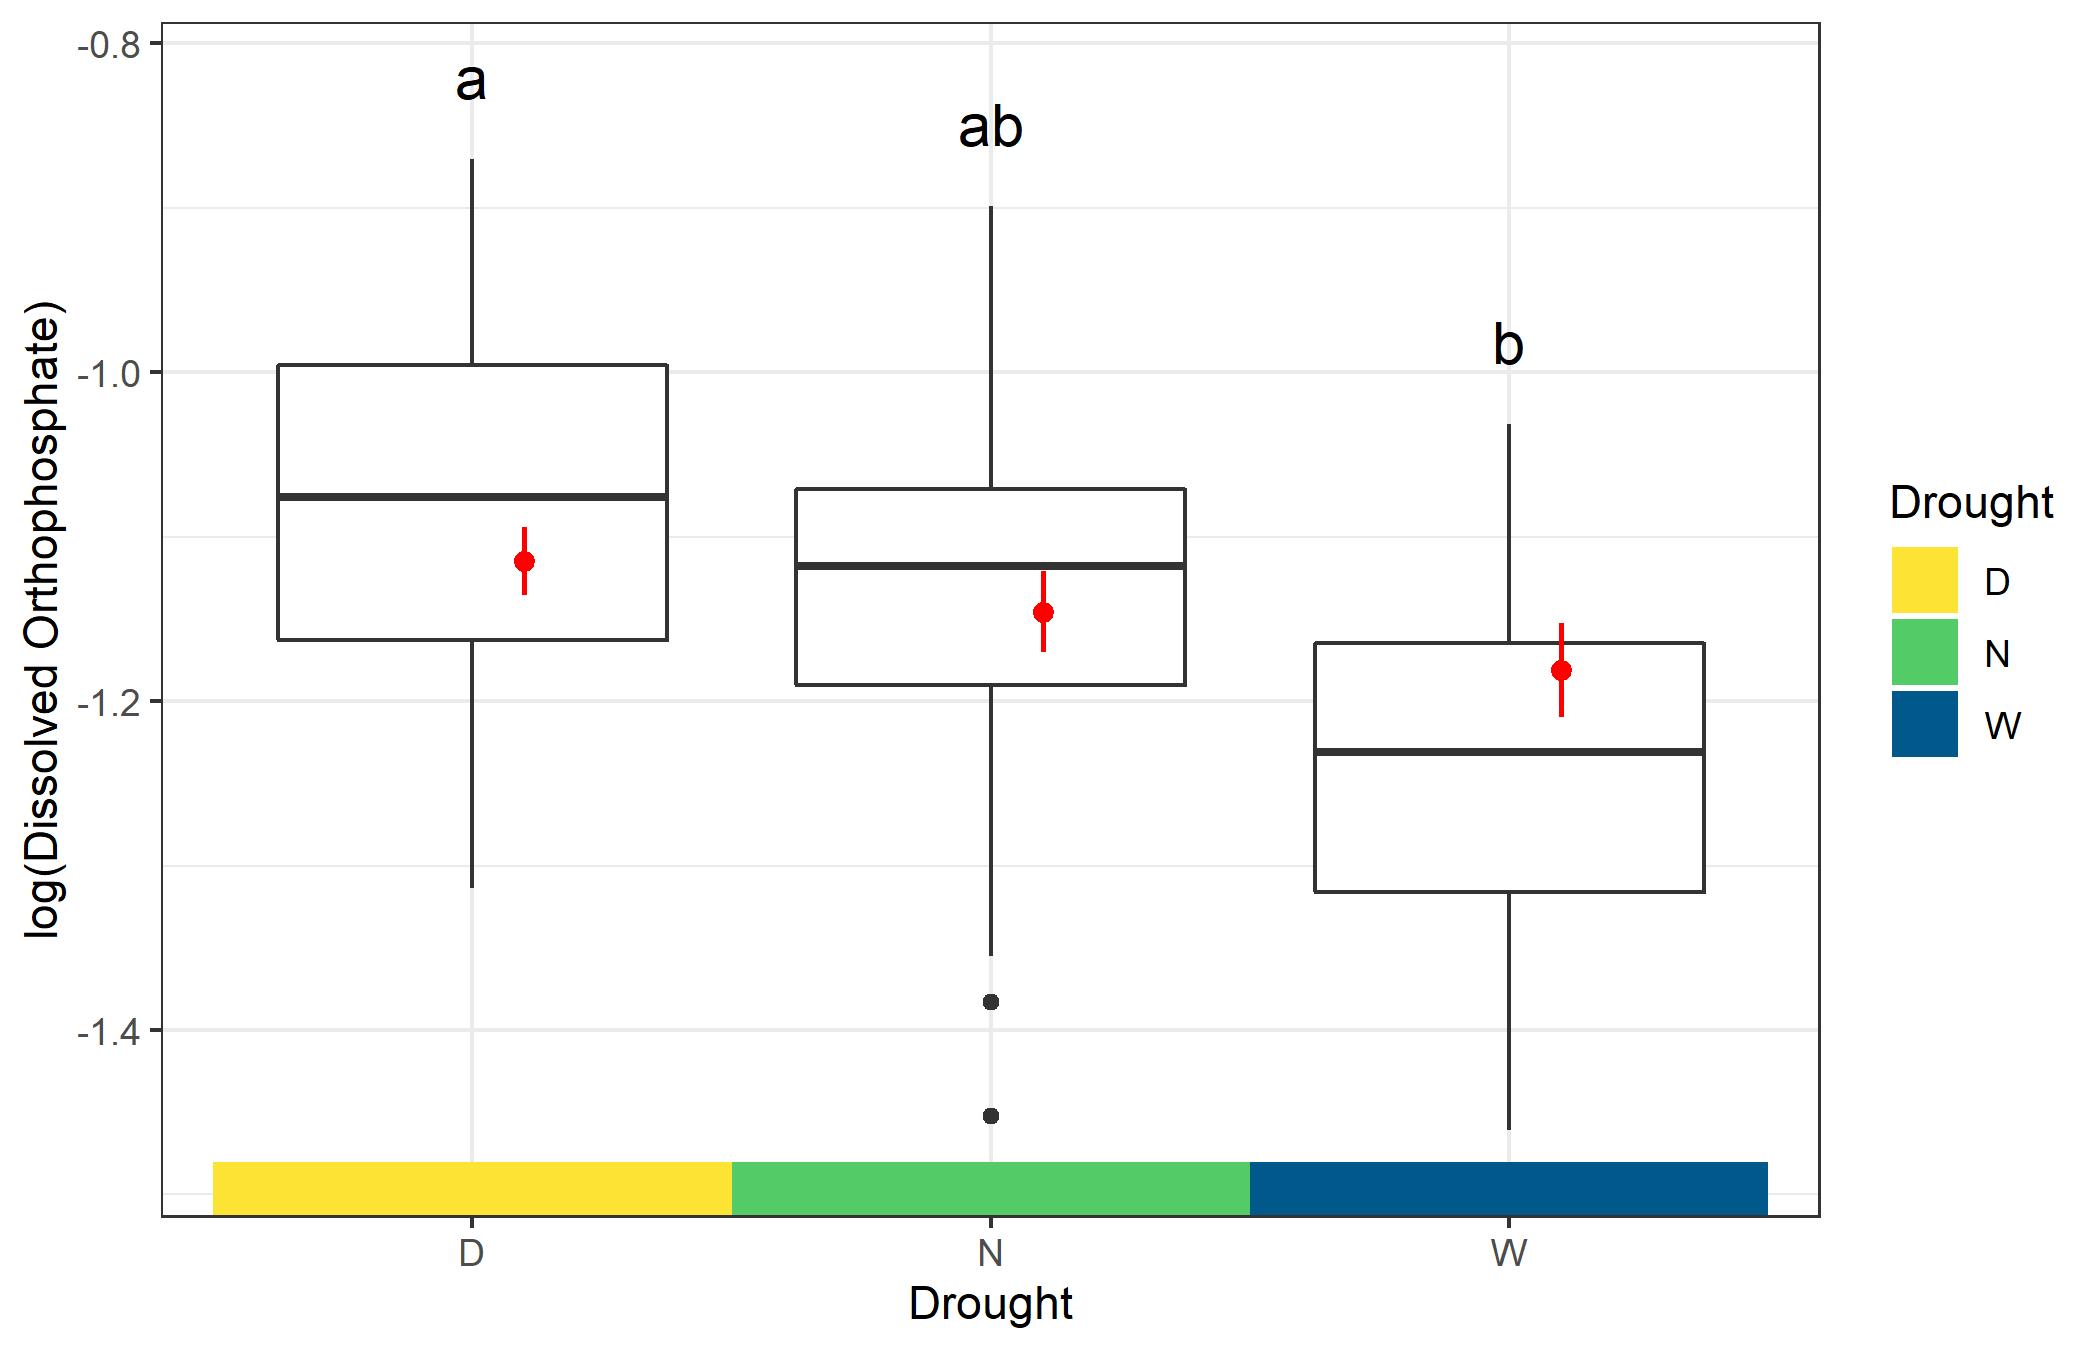 -0.8
-1.0
-1.2
-1.4
log(Dissolved Orthophosphate)
a
ab
b
D
N
W
Drought
Drought
D
N
W